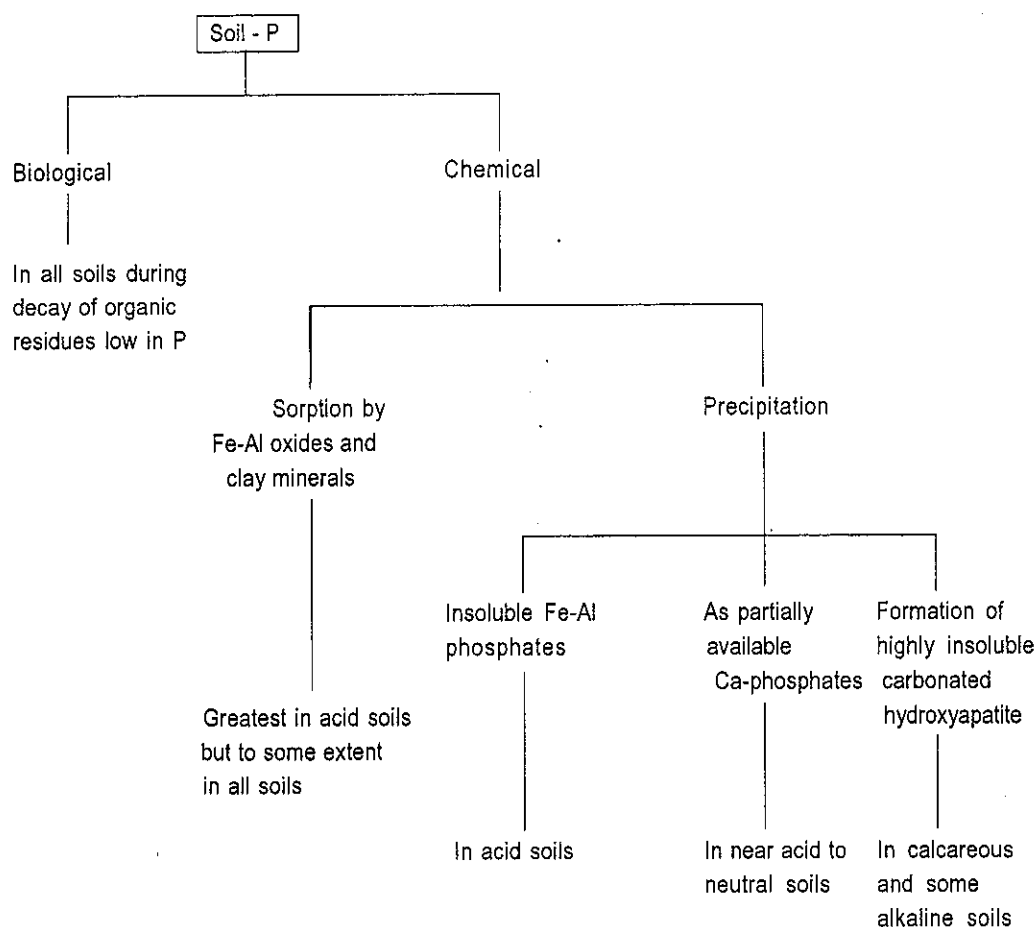 Soil - P
Biological
Chemical
In all soils during
decay of organic
residues low in P
Sorption by
Fe-Al oxides and
clay minerals
Precipitation
Insoluble Fe-Al
phosphates
As partially
available
Ca-phosphates
Formation of
highly insoluble
carbonated
hydroxyapatite
Greatest in acid soils
but to some extent
in all soils
In acid soils
In near acid to
neutral soils
In calcareous
and some
alkaline soils